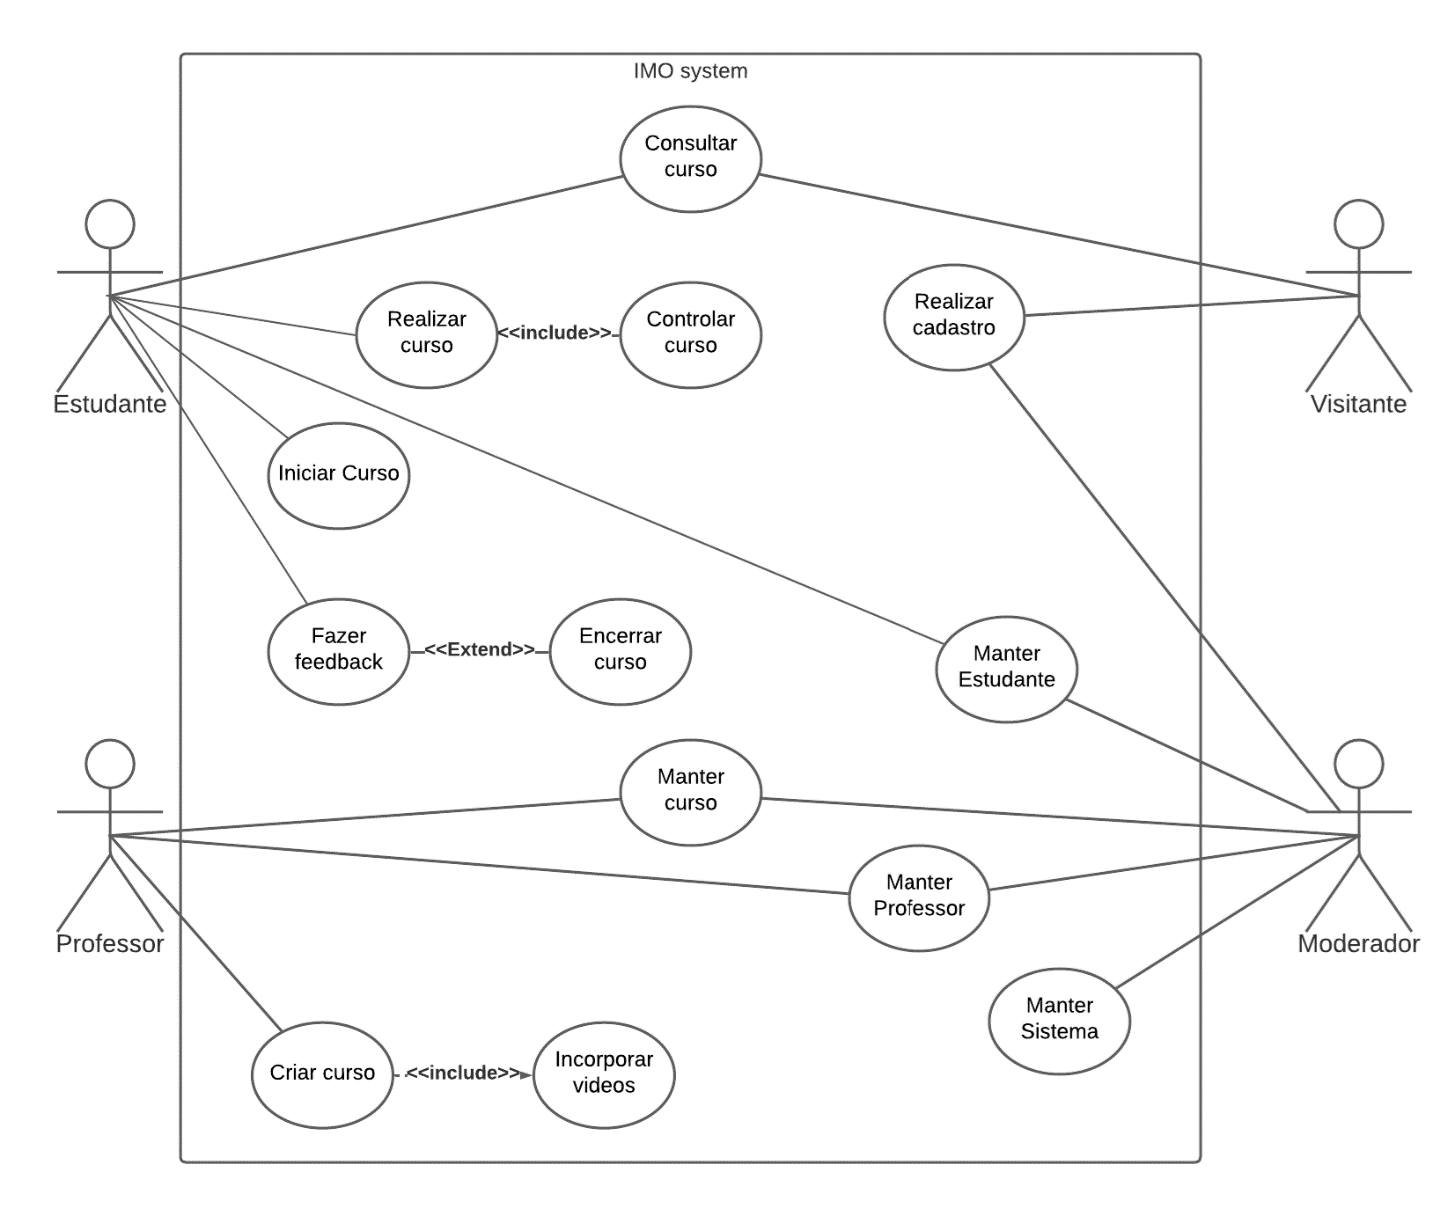 IMO system
Consultar
curso
Realizar
curso
<<include>>
Controlar
curso
Realizar
cadastro
Estudante
Visitante
Iniciar Curso
Fazer
feedback
<<Extend>>
Encerrar
curso
Manter
Estudante
Manter
curso
Manter
Professor
Professor
Moderador
Manter
Sistema
Criar curso
<<include>>
Incorporar
videos